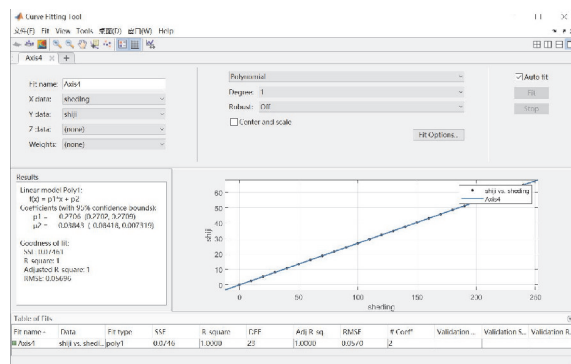 Curve Fitting Tool
文件(F) Fit View Tools 桌面(D) 窗口(W) Help
Axis4
Fit name: Axis4
X data: sheding
Y data: shiji
Z data: (none)
Weights: (none)
Polynomial
Degree: 1
Robust: Off
Center and scale
Fit Options...
Auto fit
Fit
Stop
Results
Linear model Poly1:
f(x) = p1*x + p2
Coefficients (with 95% confidence bounds):
p1 = 0.2706 (0.2702, 0.2709)
p2 = 0.03843 (0.08418, 0.007319)
Goodness of fit:
SSE: 0.07463
R-square: 1
Adjusted R-square: 1
RMSE: 0.05696
shiji vs. sheding
Axis4
60
50
40
30
20
10
0
shiji
0 50 100 150 200 250
sheding
Table of Fits
Fit name Data Fit type SSE R-square DFE Adj R-sq RMSE # Coeff Validation ... Validation S... Validation R...
Axis4 shiji vs. shedi... poly1 0.0746 1.0000 23 1.0000 0.0570 2